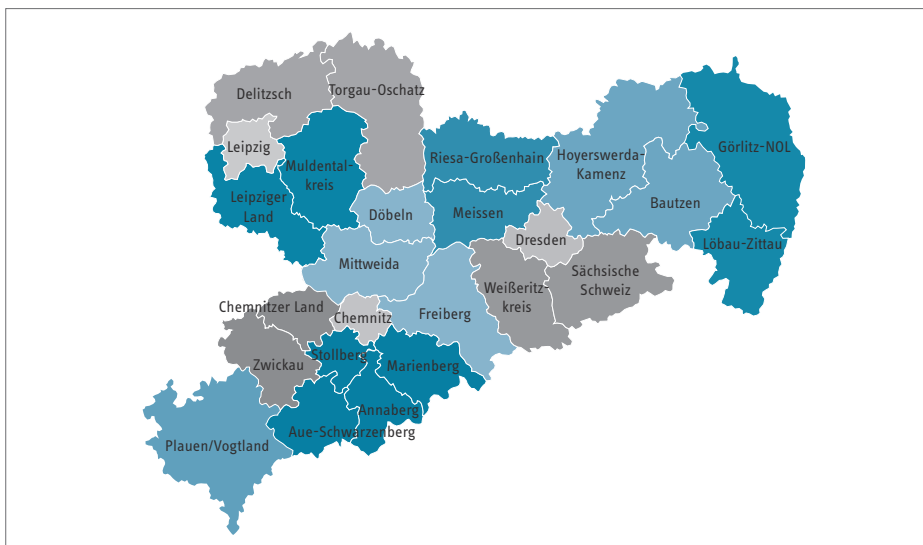 Delitzsch
Torgau-Oschatz
Leipzig
Muldental-
kreis
Leipziger
Land
Riesa-Großenhain
Hoyerswerda-
Kamenz
Görlitz-NOL
Döbeln
Meissen
Bautzen
Dresden
Löbau-Zittau
Mittweida
Sächsische
Schweiz
Weißeritz-
kreis
Chemnitzer Land
Chemnitz
Freiberg
Stollberg
Zwickau
Marienberg
Annaberg
Aue-Schwarzenberg
Plauen/Vogtland